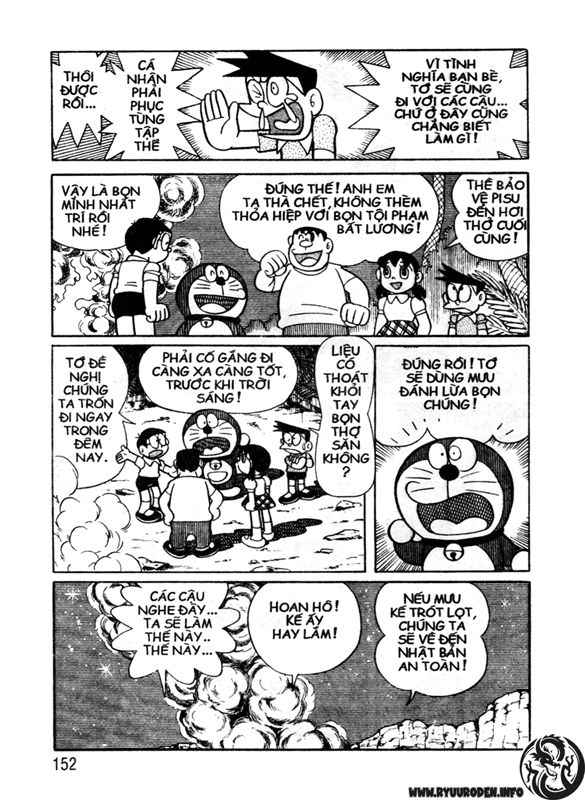 THÔI
ĐƯỢC
RỒI...
CÁ
NHÂN
PHẢI
PHỤC
TÙNG
TẬP
THỂ
VÌ TÌNH
NGHĨA BẠN BÈ,
TỚ SẼ CÙNG
ĐI VỚI CÁC CẬU...
CHỨ Ở ĐÂY CŨNG
CHẲNG BIẾT
LÀM GÌ!
VẬY LÀ BỌN
MÌNH NHẤT
TRÍ RỒI
NHÉ!
ĐÚNG THẾ! ANH EM
TA THÀ CHẾT, KHÔNG THÈM
THỎA HIỆP VỚI BỌN TỘI PHẠM
BẤT LƯƠNG!
THỀ BẢO
VỆ PISU
ĐẾN HƠI
THỞ CUỐI
CÙNG!
TỚ ĐỀ
NGHỊ
CHÚNG
TA TRỐN
ĐI NGAY
TRONG
ĐÊM
NAY.
PHẢI CỐ GẮNG ĐI
CÀNG XA CÀNG TỐT,
TRƯỚC KHI TRỜI
SÁNG!
LIỆU
CÓ
THOÁT
KHỎI
TAY
BỌN
THỢ
SĂN
KHÔNG?
ĐÚNG RỒI! TỚ
SẼ DÙNG MƯU
ĐÁNH LỪA BỌN
CHÚNG!
CÁC CẬU
NGHE ĐÂY...
TA SẼ LÀM
THẾ NÀY..
THẾ NÀY...
HOAN HÔ!
KẾ ẤY
HAY LẮM!
NẾU MƯU
KẾ TRÓT LỌT,
CHÚNG TA
SẼ VỀ ĐẾN
NHẬT BẢN
AN TOÀN!
152
WWW.RYUURODEN.INFO